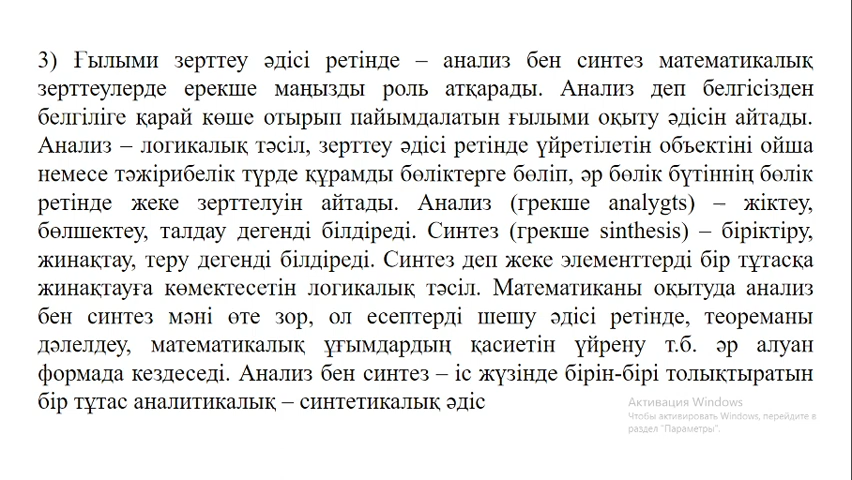 3) Ғылыми зерттеу әдісі ретінде – анализ бен синтез математикалық
зерттеулерде ерекше маңызды роль атқарады. Анализ деп белгісізден
белгіліге қарай көше отырып пайымдалатын ғылыми оқыту әдісін айтады.
Анализ – логикалық тәсіл, зерттеу әдісі ретінде үйретілетін объектіні ойша
немесе тәжірибелік түрде құрамды бөліктерге бөліп, әр бөлік бүтіннің бөлік
ретінде жеке зерттелуін айтады. Анализ (грекше analygts) – жіктеу,
бөлшектеу, талдау дегенді білдіреді. Синтез (грекше sinthesis) – біріктіру,
жинақтау, теру дегенді білдіреді. Синтез деп жеке элементтерді бір тұтасқа
жинақтауға көмектесетін логикалық тәсіл. Математиканы оқытуда анализ
бен синтез мәні өте зор, ол есептерді шешу әдісі ретінде, теореманы
дәлелдеу, математикалық ұғымдардың қасиетін үйрену т.б. әр алуан
формада кездеседі. Анализ бен синтез – іс жүзінде бірін-бірі толықтыратын
бір тұтас аналитикалық – синтетикалық әдіс
Активация Windows
Чтобы активировать Windows, перейдите в
раздел "Параметры".